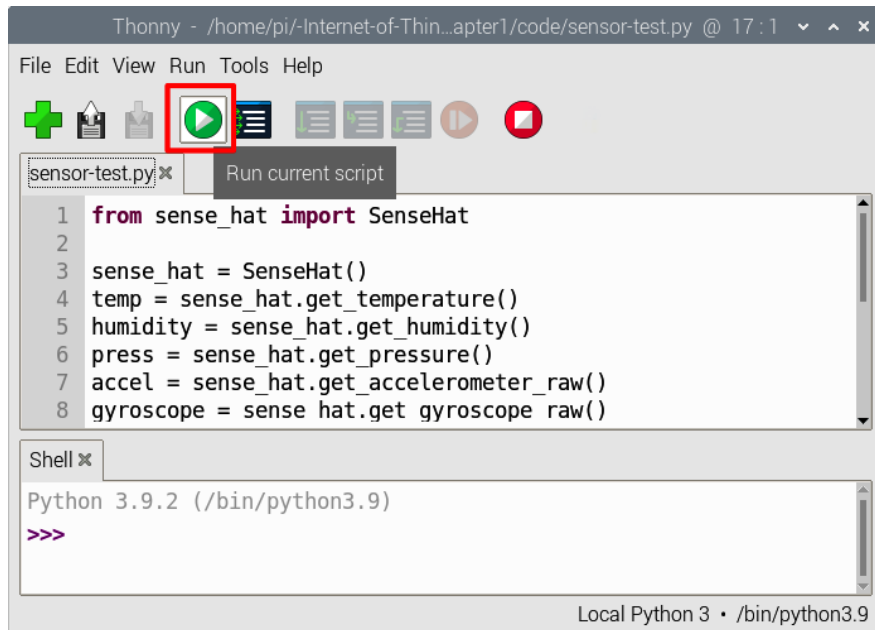 Thonny - /home/pi/-Internet-of-Thin...apter1/code/sensor-test.py @ 17:1
File Edit View Run Tools Help
sensor-test.py
Run current script
1 from sense_hat import SenseHat
2
3 sense_hat = SenseHat()
4 temp = sense_hat.get_temperature()
5 humidity = sense_hat.get_humidity()
6 press = sense_hat.get_pressure()
7 accel = sense_hat.get_accelerometer_raw()
8 gyroscope = sense_hat.get_gyroscope_raw()
Shell
Python 3.9.2 (/bin/python3.9)
>>>
Local Python 3 • /bin/python3.9